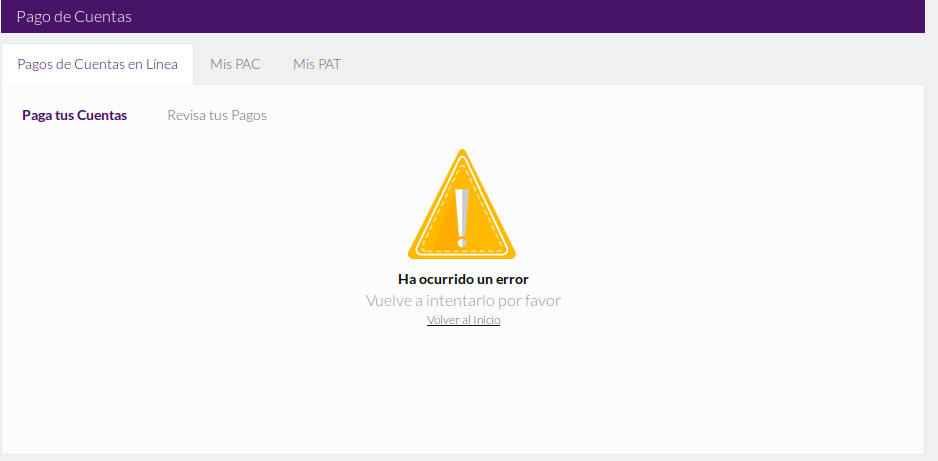 Pago de Cuentas
Pagos de Cuentas en Línea
Mis PAC
Mis PAT
Paga tus Cuentas
Revisa tus Pagos
Ha ocurrido un error
Vuelve a intentarlo por favor
Volver al Inicio